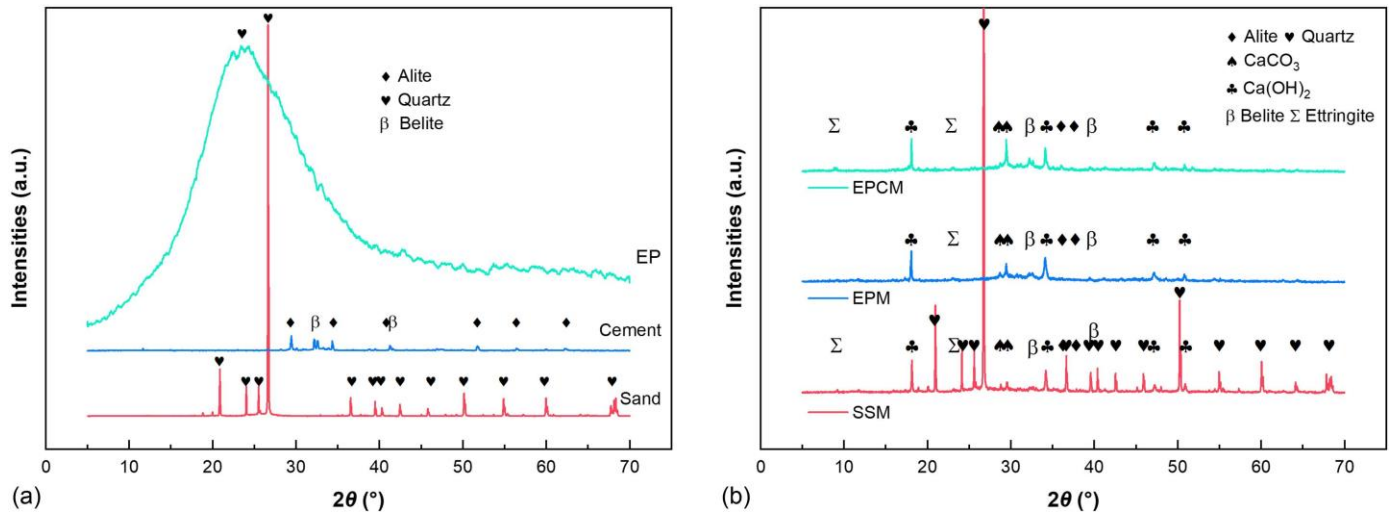 ♥ ♥
♦ Alite
♥ Quartz
β Belite
EP
♦ β ♦ ♦ β ♦ ♦ ♦
Cement
♥ ♥ ♥ ♥ ♥ ♥ ♥ ♥ ♥ ♥ ♥ ♥
Sand
Intensities (a.u.)
0 10 20 30 40 50 60 70
(a)
2θ (°)
♥
♦ Alite ♥ Quartz
♠ CaCO3
♣ Ca(OH)2
β Belite Σ Ettringite
Σ ♣ Σ ♠ ♠ β ♣ ♦ ♦ β ♣ ♣
EPCM
♣ Σ ♠ ♠ β ♣ ♦ ♦ β ♣ ♣
EPM
♥ ♥
β
Σ ♣ Σ ♥ ♥ ♠ ♠ β ♣ ♦ ♥ ♦ ♥ ♥ ♥ ♥ ♣ ♣ ♥ ♥ ♥ ♥
SSM
Intensities (a.u.)
0 10 20 30 40 50 60 70
(b)
2θ (°)